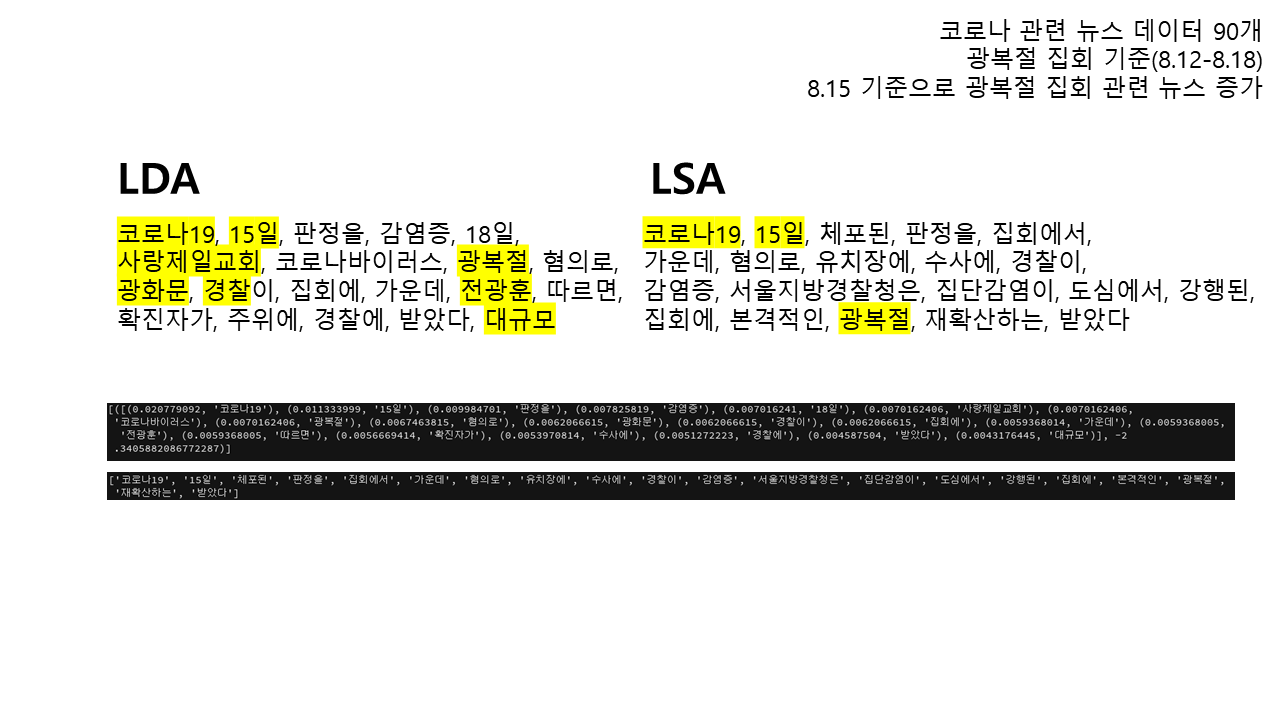 코로나 관련 뉴스 데이터 90개
광복절 집회 기준(8.12-8.18)
8.15 기준으로 광복절 집회 관련 뉴스 증가
LDA
코로나19, 15일, 판정을, 감염증, 18일,
사랑제일교회, 코로나바이러스, 광복절, 혐의로,
광화문, 경찰이, 집회에, 가운데, 전광훈, 따르면,
확진자가, 주위에, 경찰에, 받았다, 대규모
LSA
코로나19, 15일, 체포된, 판정을, 집회에서,
가운데, 혐의로, 유치장에, 수사에, 경찰이,
감염증, 서울지방경찰청은, 집단감염이, 도심에서, 강행된,
집회에, 본격적인, 광복절, 재확산하는, 받았다
[([(0.020779092, '코로나19'), (0.011333999, '15일'), (0.009984701, '판정을'), (0.007825819, '감염증'), (0.007016241, '18일'), (0.0070162406, '사랑제일교회'), (0.0070162406,
'코로나바이러스'), (0.0070162406, '광복절'), (0.0067463815, '혐의로'), (0.0062066615, '광화문'), (0.0062066615, '경찰이'), (0.0062066615, '집회에'), (0.0059368014, '가운데'), (0.0059368005,
'전광훈'), (0.0059368005, '따르면'), (0.0056669414, '확진자가'), (0.0053970814, '수사에'), (0.0051272223, '경찰에'), (0.004587504, '받았다'), (0.0043176445, '대규모')], -2
.3405882086772287)]
['코로나19', '15일', '체포된', '판정을', '집회에서', '가운데', '혐의로', '유치장에', '수사에', '경찰이', '감염증', '서울지방경찰청은', '집단감염이', '도심에서', '강행된', '집회에', '본격적인', '광복절',
'재확산하는', '받았다']